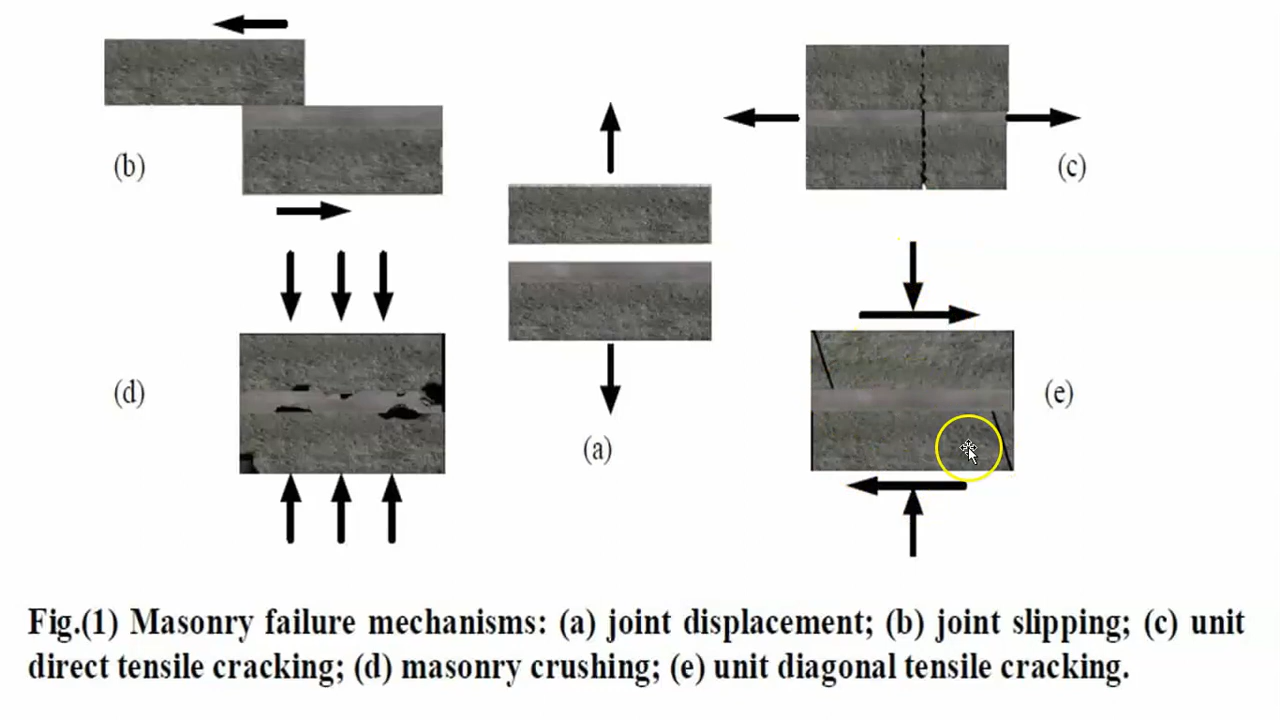 (b)
(c)
(d)
(e)
(a)
Fig.(1) Masonry failure mechanisms: (a) joint displacement; (b) joint slipping; (c) unit
direct tensile cracking; (d) masonry crushing; (e) unit diagonal tensile cracking.